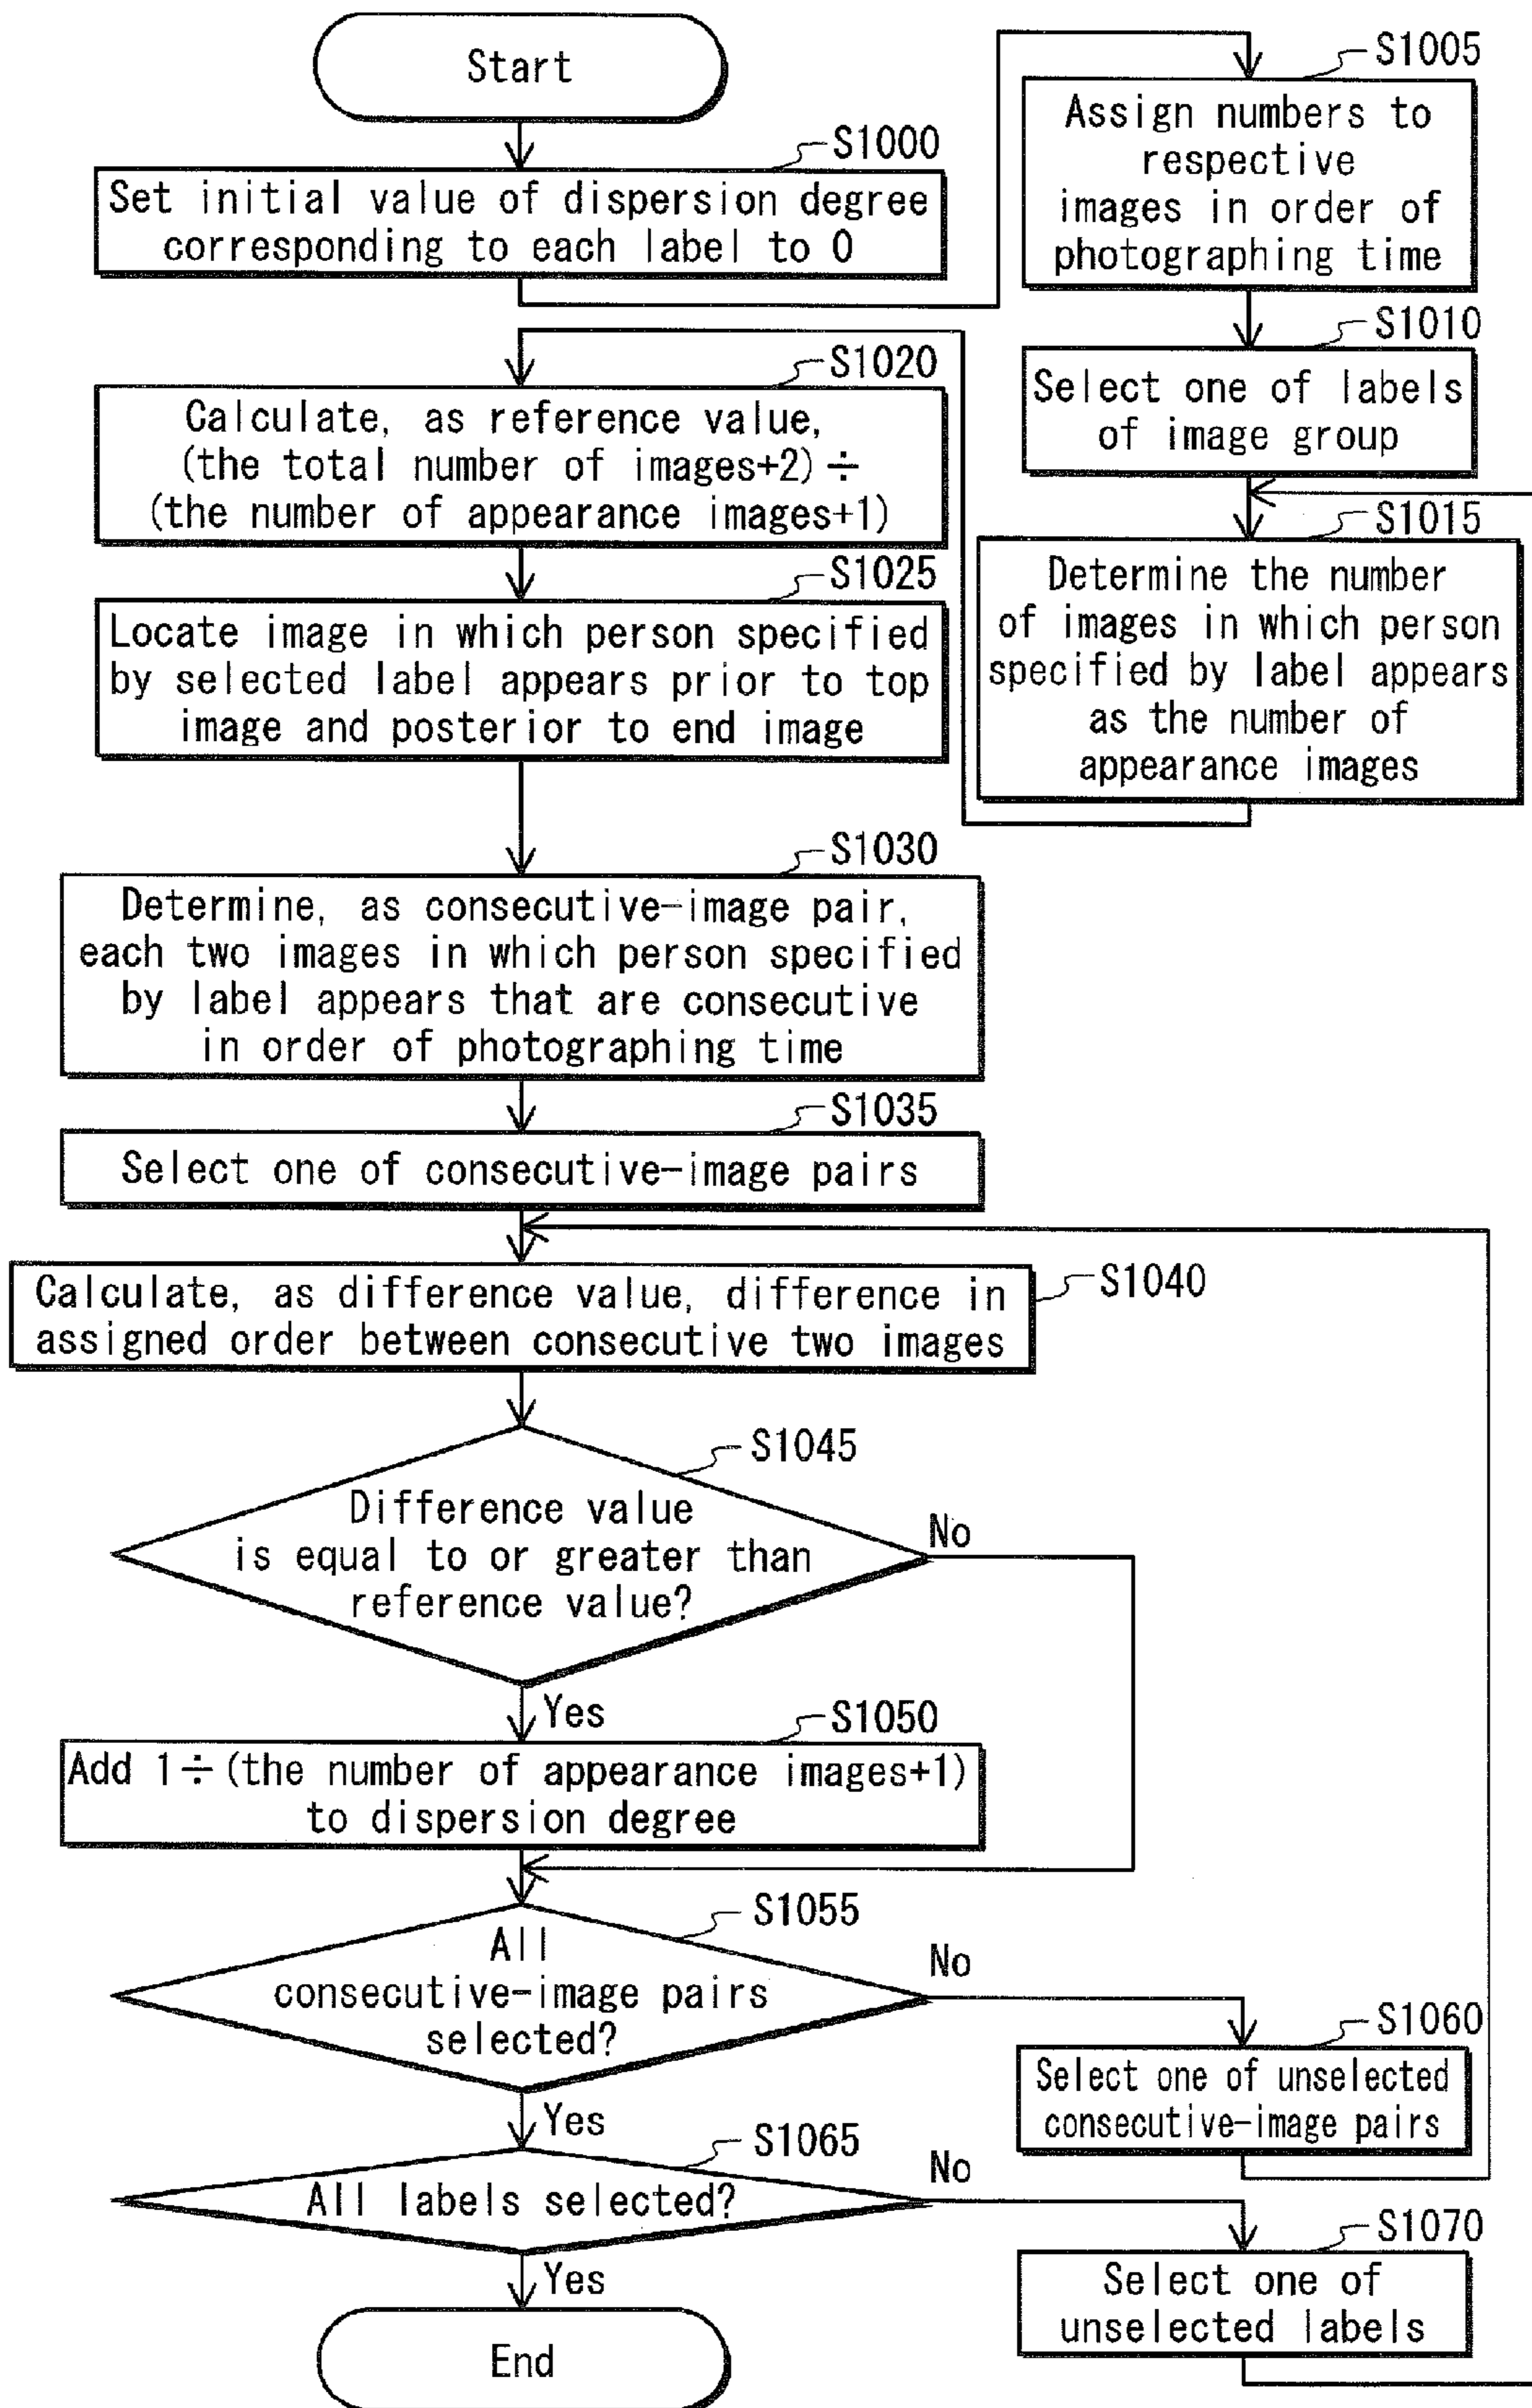 Start
S1000
Set initial value of dispersion degree
corresponding to each label to 0
S1005
Assign numbers to
respective
images in order of
photographing time
S1010
Select one of labels
of image group
S1015
Determine the number
of images in which person
specified by label appears
as the number of
appearance images
S1020
Calculate, as reference value,
(the total number of images+2)÷
(the number of appearance images+1)
S1025
Locate image in which person specified
by selected label appears prior to top
image and posterior to end image
S1030
Determine, as consecutive-image pair,
each two images in which person specified
by label appears that are consecutive
in order of photographing time
S1035
Select one of consecutive-image pairs
S1040
Calculate, as difference value, difference in
assigned order between consecutive two images
S1045
Difference value
is equal to or greater than
reference value?
No
Yes
S1050
Add 1÷(the number of appearance images+1)
to dispersion degree
S1055
All
consecutive-image pairs
selected?
No
S1060
Select one of unselected
consecutive-image pairs
Yes
S1065
All labels selected?
No
S1070
Select one of
unselected labels
Yes
End